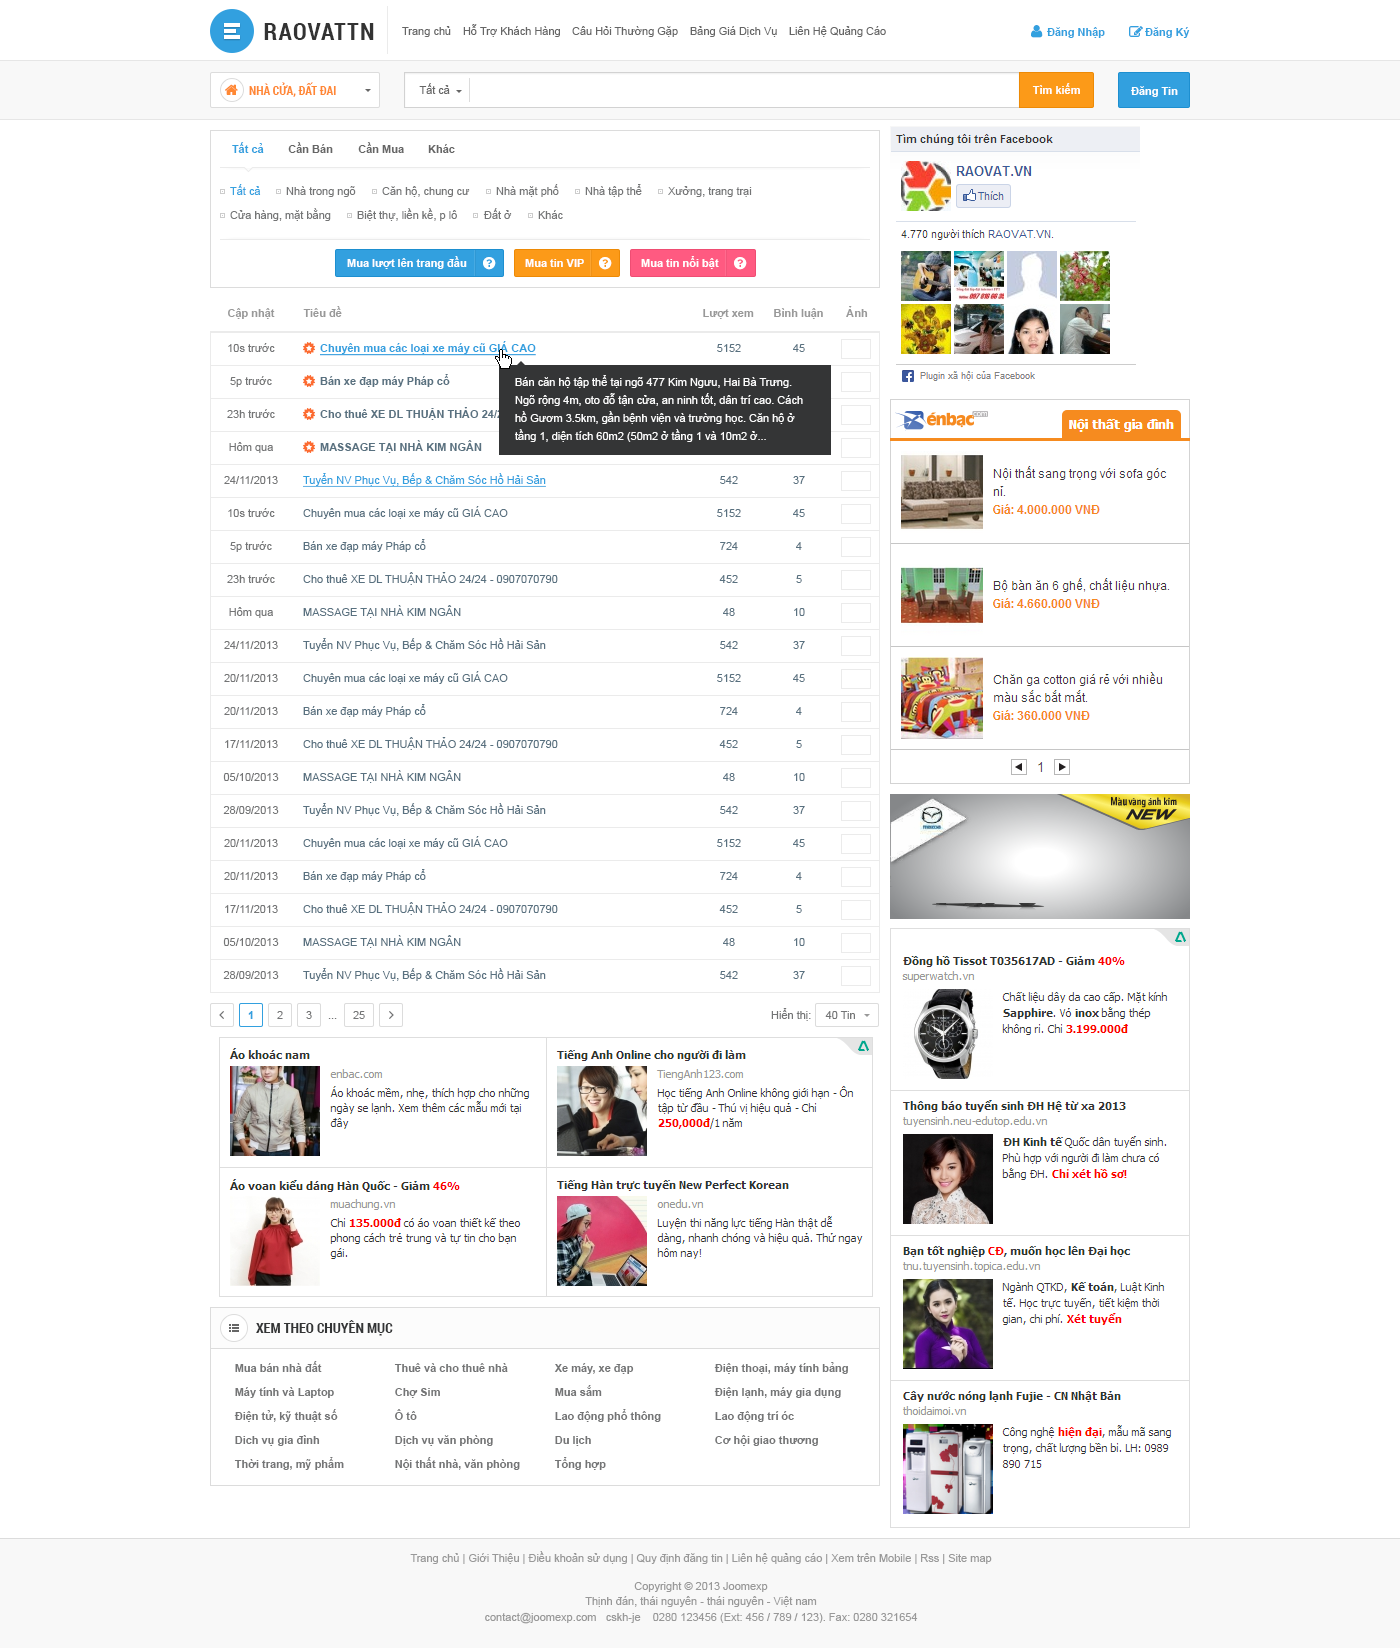 RAOVATTN
Trang chủ Hỗ Trợ Khách Hàng Câu Hỏi Thường Gặp Bảng Giá Dịch Vụ Liên Hệ Quảng Cáo
Đăng Nhập Đăng Ký
NHÀ CỬA, ĐẤT ĐAI
Tất cả
Tìm kiếm
Đăng Tin
Tất cả Cần Bán Cần Mua Khác
Tất cả Nhà trong ngõ Căn hộ, chung cư Nhà mặt phố Nhà tập thể Xưởng, trang trại
Cửa hàng, mặt bằng Biệt thự, liền kề, p lô Đất ở Khác
Mua lượt lên trang đầu ? Mua tin VIP ? Mua tin nổi bật ?
Cập nhật Tiêu đề Lượt xem Bình luận Ảnh
10s trước Chuyên mua các loại xe máy cũ GIÁ CAO 5152 45
5p trước Bán xe đạp máy Pháp cổ
23h trước Cho thuê XE DL THUẬN THẢO 24/2
Hôm qua MASSAGE TẠI NHÀ KIM NGÂN
Bán căn hộ tập thể tại ngõ 477 Kim Ngưu, Hai Bà Trưng.
Ngõ rộng 4m, oto đỗ tận cửa, an ninh tốt, dân trí cao. Cách
hồ Gươm 3.5km, gần bệnh viện và trường học. Căn hộ ở
tầng 1, diện tích 60m2 (50m2 ở tầng 1 và 10m2 ở...
24/11/2013 Tuyển NV Phục Vụ, Bếp & Chăm Sóc Hồ Hải Sản 542 37
10s trước Chuyên mua các loại xe máy cũ GIÁ CAO 5152 45
5p trước Bán xe đạp máy Pháp cổ 724 4
23h trước Cho thuê XE DL THUẬN THẢO 24/24 - 0907070790 452 5
Hôm qua MASSAGE TẠI NHÀ KIM NGÂN 48 10
24/11/2013 Tuyển NV Phục Vụ, Bếp & Chăm Sóc Hồ Hải Sản 542 37
20/11/2013 Chuyên mua các loại xe máy cũ GIÁ CAO 5152 45
20/11/2013 Bán xe đạp máy Pháp cổ 724 4
17/11/2013 Cho thuê XE DL THUẬN THẢO 24/24 - 0907070790 452 5
05/10/2013 MASSAGE TẠI NHÀ KIM NGÂN 48 10
28/09/2013 Tuyển NV Phục Vụ, Bếp & Chăm Sóc Hồ Hải Sản 542 37
20/11/2013 Chuyên mua các loại xe máy cũ GIÁ CAO 5152 45
20/11/2013 Bán xe đạp máy Pháp cổ 724 4
17/11/2013 Cho thuê XE DL THUẬN THẢO 24/24 - 0907070790 452 5
05/10/2013 MASSAGE TẠI NHÀ KIM NGÂN 48 10
28/09/2013 Tuyển NV Phục Vụ, Bếp & Chăm Sóc Hồ Hải Sản 542 37
1 2 3 ... 25
Hiển thị: 40 Tin
Áo khoác nam
enbac.com
Áo khoác mềm, nhẹ, thích hợp cho những
ngày se lạnh. Xem thêm các mẫu mới tại
đây
Tiếng Anh Online cho người đi làm
TiengAnh123.com
Học tiếng Anh Online không giới hạn - Ôn
tập từ đầu - Thú vị hiệu quả - Chỉ
250,000đ/1 năm
Áo voan kiểu dáng Hàn Quốc - Giảm 46%
muachung.vn
Chỉ 135.000đ có áo voan thiết kế theo
phong cách trẻ trung và tự tin cho bạn
gái.
Tiếng Hàn trực tuyến New Perfect Korean
onedu.vn
Luyện thi năng lực tiếng Hàn thật dễ
dàng, nhanh chóng và hiệu quả. Thử ngay
hôm nay!
XEM THEO CHUYÊN MỤC
Mua bán nhà đất Thuê và cho thuê nhà Xe máy, xe đạp Điện thoại, máy tính bảng
Máy tính và Laptop Chợ Sim Mua sắm Điện lạnh, máy gia dụng
Điện tử, kỹ thuật số Ô tô Lao động phổ thông Lao động trí óc
Dich vụ gia đình Dịch vụ văn phòng Du lịch Cơ hội giao thương
Thời trang, mỹ phẩm Nội thất nhà, văn phòng Tổng hợp
Tìm chúng tôi trên Facebook
RAOVAT.VN
Thích
4.770 người thích RAOVAT.VN.
Plugin xã hội của Facebook
énbạc
Nội thất gia đình
Nội thất sang trọng với sofa góc
nỉ.
Giá: 4.000.000 VNĐ
Bộ bàn ăn 6 ghế, chất liệu nhựa.
Giá: 4.660.000 VNĐ
Chăn ga cotton giá rẻ với nhiều
màu sắc bắt mắt.
Giá: 360.000 VNĐ
1
Màu vàng ánh kim
NEW
Đồng hồ Tissot T035617AD - Giảm 40%
superwatch.vn
Chất liệu dây da cao cấp. Mặt kính
Sapphire. Vỏ inox bằng thép
không rỉ. Chỉ 3.199.000đ
Thông báo tuyển sinh ĐH Hệ từ xa 2013
tuyensinh.neu-edutop.edu.vn
ĐH Kinh tế Quốc dân tuyển sinh.
Phù hợp với người đi làm chưa có
bằng ĐH. Chỉ xét hồ sơ!
Bạn tốt nghiệp CĐ, muốn học lên Đại học
tnu.tuyensinh.topica.edu.vn
Ngành QTKD, Kế toán, Luật Kinh
tế. Học trực tuyến, tiết kiệm thời
gian, chi phí. Xét tuyển
Cây nước nóng lạnh Fujie - CN Nhật Bản
thoidaimoi.vn
Công nghệ hiện đại, mẫu mã sang
trọng, chất lượng bền bỉ. LH: 0989
890 715
Trang chủ | Giới Thiệu | Điều khoản sử dụng | Quy định đăng tin | Liên hệ quảng cáo | Xem trên Mobile | Rss | Site map
Copyright © 2013 Joomexp
Thịnh đán, thái nguyên - thái nguyên - Việt nam
contact@joomexp.com cskh-je 0280 123456 (Ext: 456 / 789 / 123). Fax: 0280 321654